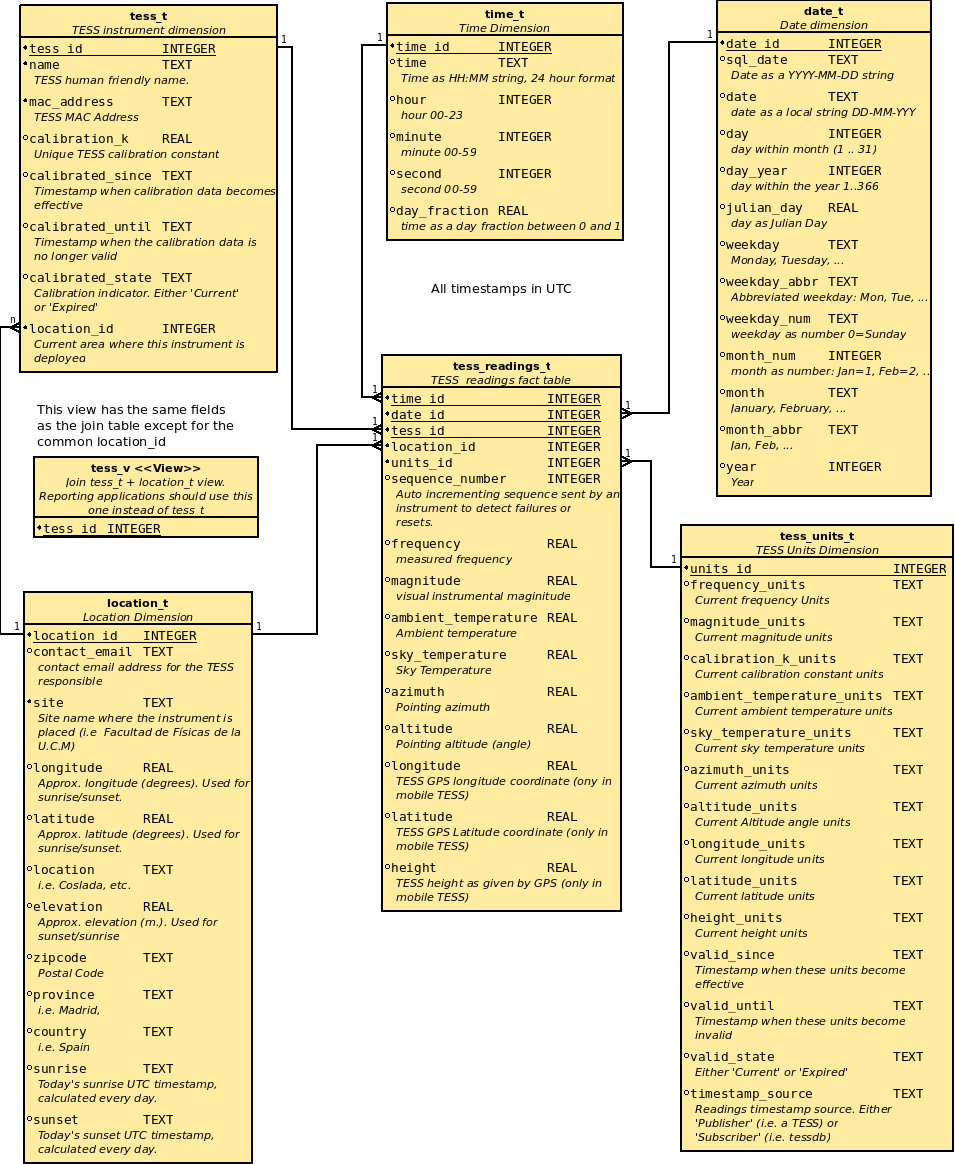 tess_t
TESS instrument dimension
tess_id INTEGER
name TEXT
TESS human friendly name.
mac_address TEXT
TESS MAC Address
calibration_k REAL
Unique TESS calibration constant
calibrated_since TEXT
Timestamp when calibration data becomes
effective
calibrated_until TEXT
Timestamp when the calibration data is
no longer valid
calibrated_state TEXT
Calibration indicator. Either 'Current'
or 'Expired'
location_id INTEGER
Current area where this instrument is
deployed
1
n
This view has the same fields
as the join table except for the
common location_id
tess_v <<View>>
Join tess_t + location_t view.
Reporting applications should use this
one instead of tess_t
tess_id INTEGER
location_t
Location Dimension
1
1
location_id INTEGER
contact_email TEXT
contact email address for the TESS
responsible
site TEXT
Site name where the instrument is
placed (i.e Facultad de Físicas de la
U.C.M)
longitude REAL
Approx. longitude (degrees). Used for
sunrise/sunset.
latitude REAL
Approx. latitude (degrees). Used for
sunrise/sunset.
location TEXT
i.e. Coslada, etc.
elevation REAL
Approx. elevation (m.). Used for
sunset/sunrise
zipcode TEXT
Postal Code
province TEXT
i.e. Madrid,
country TEXT
i.e. Spain
sunrise TEXT
Today's sunrise UTC timestamp,
calculated every day.
sunset TEXT
Today's sunset UTC timestamp,
calculated every day.
time_t
Time Dimension
1
time_id INTEGER
time TEXT
Time as HH:MM string, 24 hour format
hour INTEGER
hour 00-23
minute INTEGER
minute 00-59
second INTEGER
second 00-59
day_fraction REAL
time as a day fraction between 0 and 1
All timestamps in UTC
tess_readings_t
TESS readings fact table
1
1
1
1
1
time_id INTEGER
date_id INTEGER
tess_id INTEGER
location_id INTEGER
units_id INTEGER
sequence_number INTEGER
Auto incrementing sequence sent by an
instrument to detect failures or
resets.
frequency REAL
measured frequency
magnitude REAL
visual instrumental maginitude
ambient_temperature REAL
Ambient temperature
sky_temperature REAL
Sky Temperature
azimuth REAL
Pointing azimuth
altitude REAL
Pointing altitude (angle)
longitude REAL
TESS GPS longitude coordinate (ony in
mobile TESS)
latitude REAL
TESS GPS Latitude coordinate (only in
mobile TESS)
height REAL
TESS height as given by GPS (only in
mobile TESS)
date_t
Date dimension
1
date_id INTEGER
sql_date TEXT
Date as a YYYY-MM-DD string
date TEXT
date as a local string DD-MM-YYY
day INTEGER
day within month (1 .. 31)
day_year INTEGER
day within the year 1..366
julian_day REAL
day as Julian Day
weekday TEXT
Monday, Tuesday, ...
weekday_abbr TEXT
Abbreviated weekday: Mon, Tue, ...
weekday_num TEXT
weekday as number 0=Sunday
month_num INTEGER
month as number: Jan=1, Feb=2, ..
month TEXT
January, February, ...
month_abbr TEXT
Jan, Feb, ...
year INTEGER
Year
tess_units_t
TESS Units Dimension
1
units_id INTEGER
frequency_units TEXT
Current frequency Units
magnitude_units TEXT
Current magnitude units
calibration_k_units TEXT
Current calibration constant units
ambient_temperature_units TEXT
Current ambient temperature units
sky_temperature_units TEXT
Current sky temperature units
azimuth_units TEXT
Current azimuth units
altitude_units TEXT
Current Altitude angle units
longitude_units TEXT
Current longitude units
latitude_units TEXT
Current latitude units
height_units TEXT
Current height units
valid_since TEXT
Timestamp when these units become
effective
valid_until TEXT
Timestamp when these units become
invalid
valid_state TEXT
Either 'Current' or 'Expired'
timestamp_source TEXT
Readings timestamp source. Either
'Publisher' (i.e. a TESS) or
'Subscriber' (i.e. tessdb)